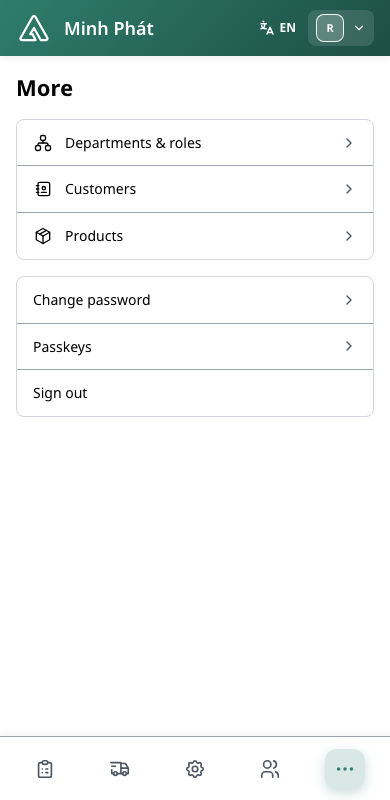 Minh Phát
EN
R
More
Departments & roles
Customers
Products
Change password
Passkeys
Sign out